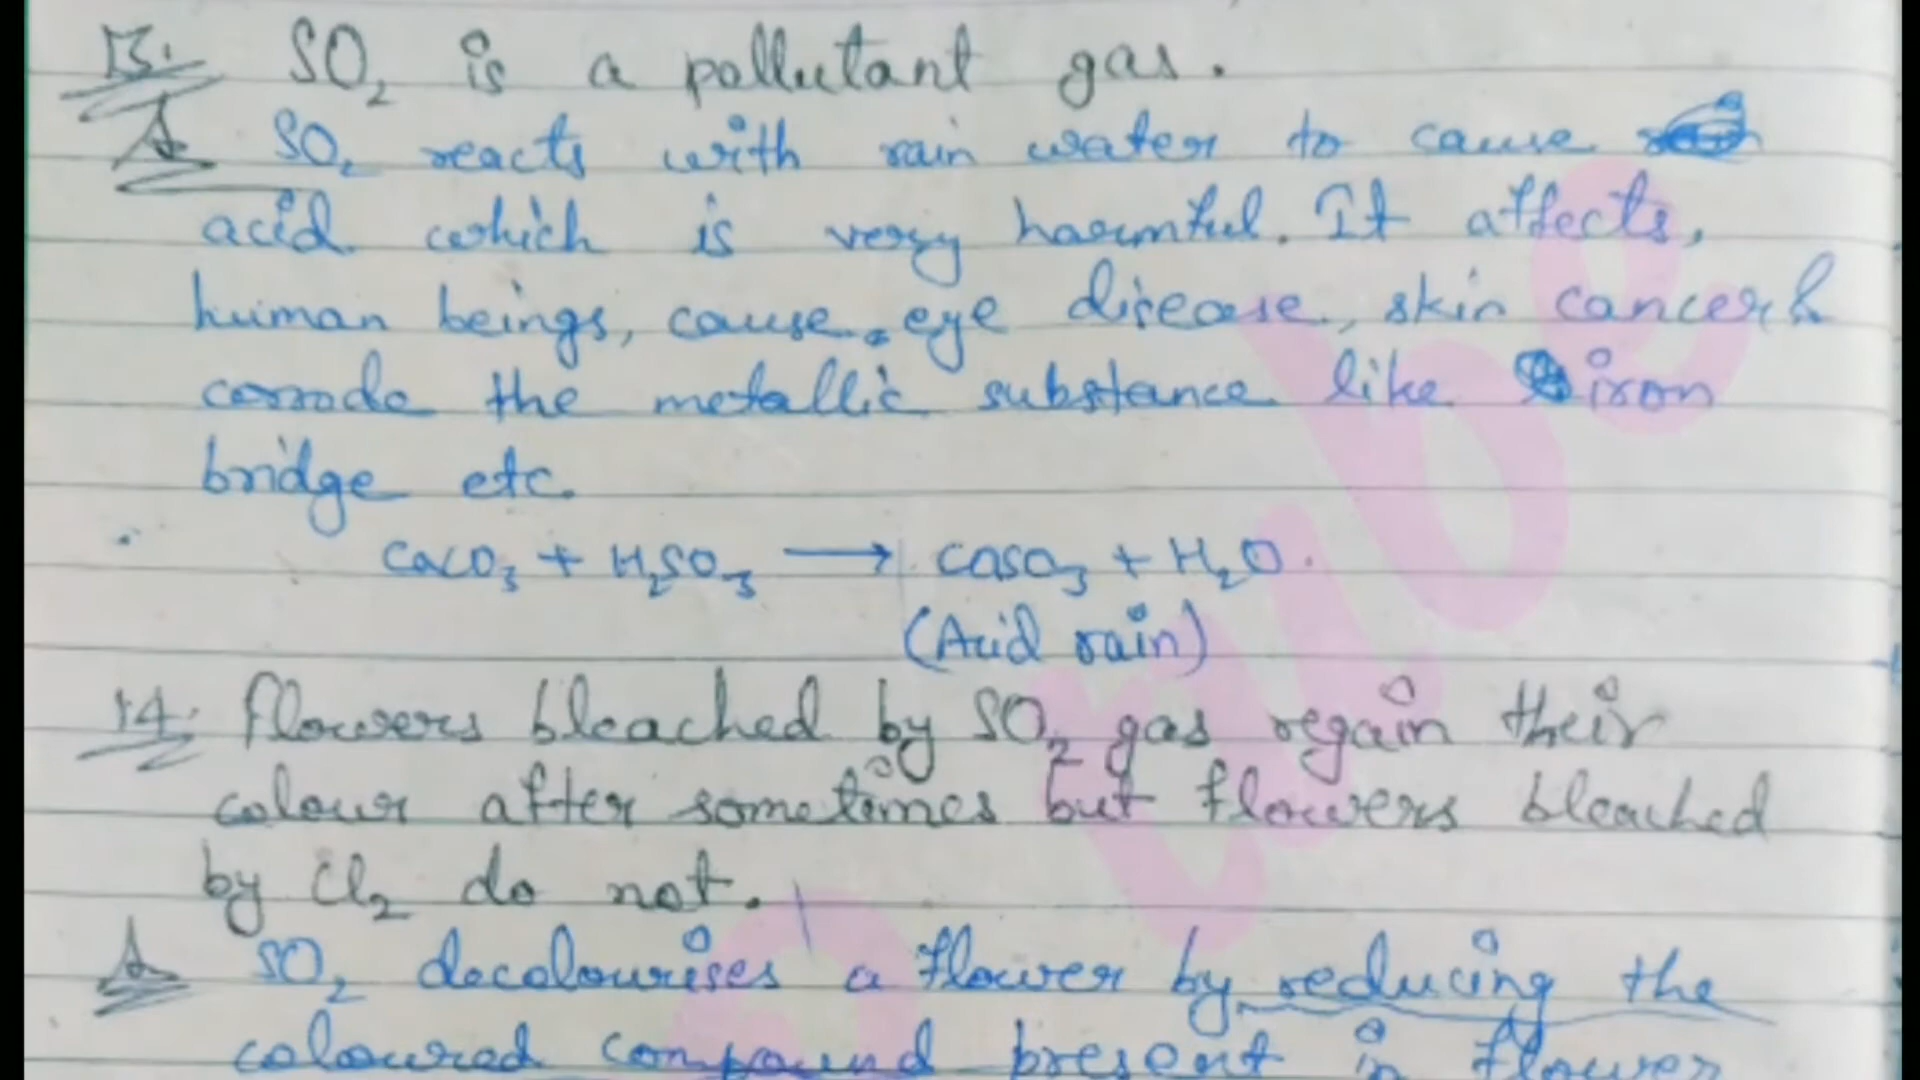 13. SO₂ is a pollutant gas.
A SO₂ reacts with rain water to cause
acid which is very harmful. It affects,
human beings, cause eye disease, skin cancer &
corrode the metallic substance like iron
bridge etc.
CaCO₃ + H₂SO₃ → CaSO₃ + H₂O.
(Acid rain)
14. Flowers bleached by SO₂ gas regain their
colour after sometimes but flowers bleached
by Cl₂ do not.
A SO₂ decolourises a flower by reducing the
coloured compound present in flower